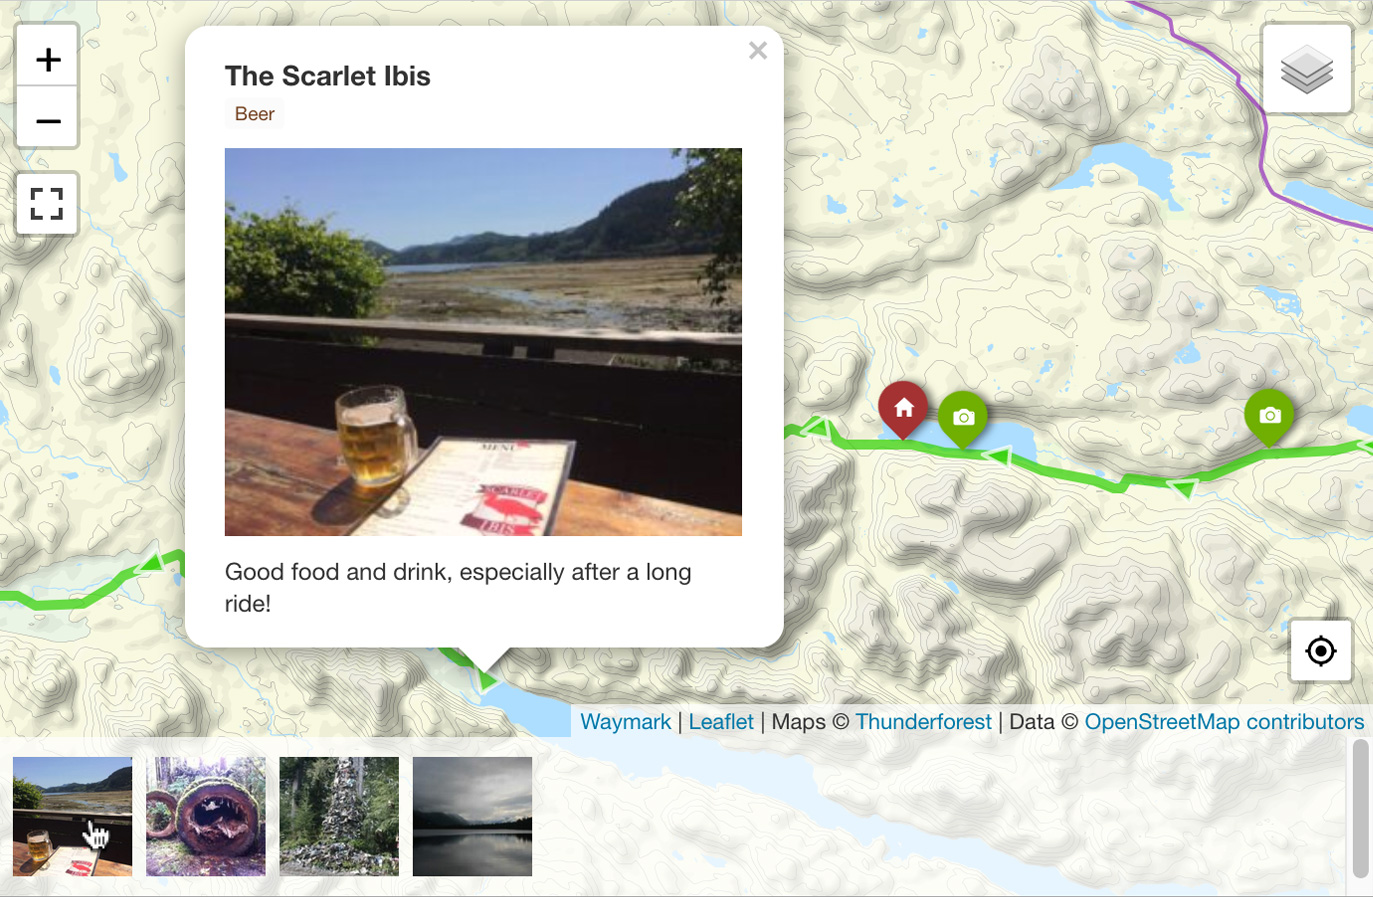 +
−
The Scarlet Ibis
×
Beer
MENU
SCARLET
IBIS
Good food and drink, especially after a long
ride!
Waymark | Leaflet | Maps © Thunderforest | Data © OpenStreetMap contributors